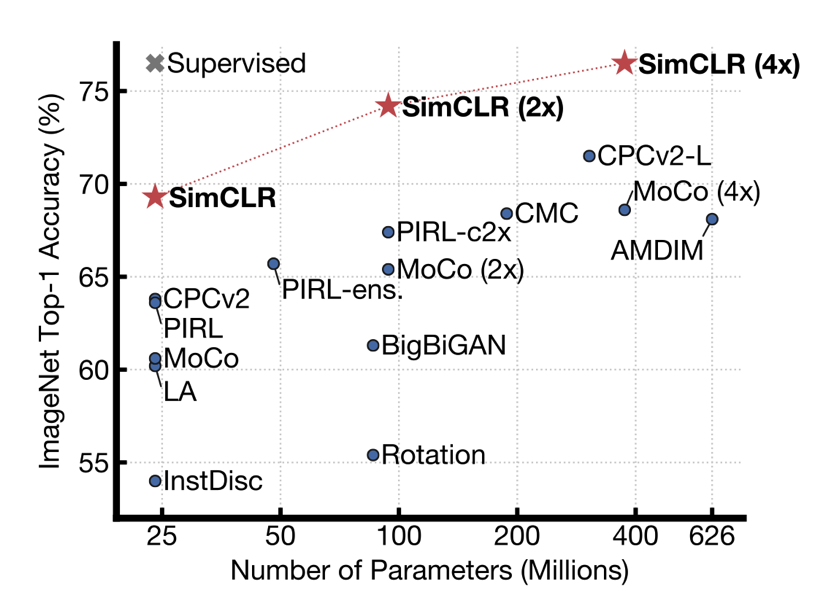 Supervised
SimCLR (4x)
75
SimCLR (2x)
CPCv2-L
70
MoCo (4x)
SimCLR
CMC
PIRL-c2x
AMDIM
65
MoCo (2x)
PIRL-ens.
CPCv2
PIRL
BigBiGAN
MoCo
60
LA
Rotation
55
InstDisc
ImageNet Top-1 Accuracy (%)
25 50 100 200 400 626
Number of Parameters (Millions)